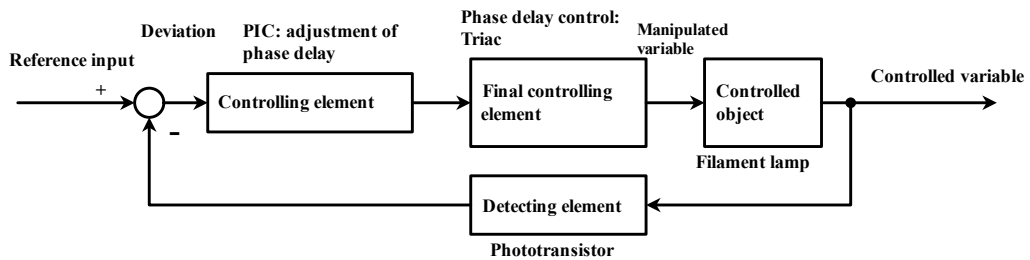 Reference input
+
-
Deviation
PIC: adjustment of
phase delay
Controlling element
Phase delay control:
Triac
Final controlling
element
Manipulated
variable
Controlled
object
Filament lamp
Controlled variable
Detecting element
Phototransistor